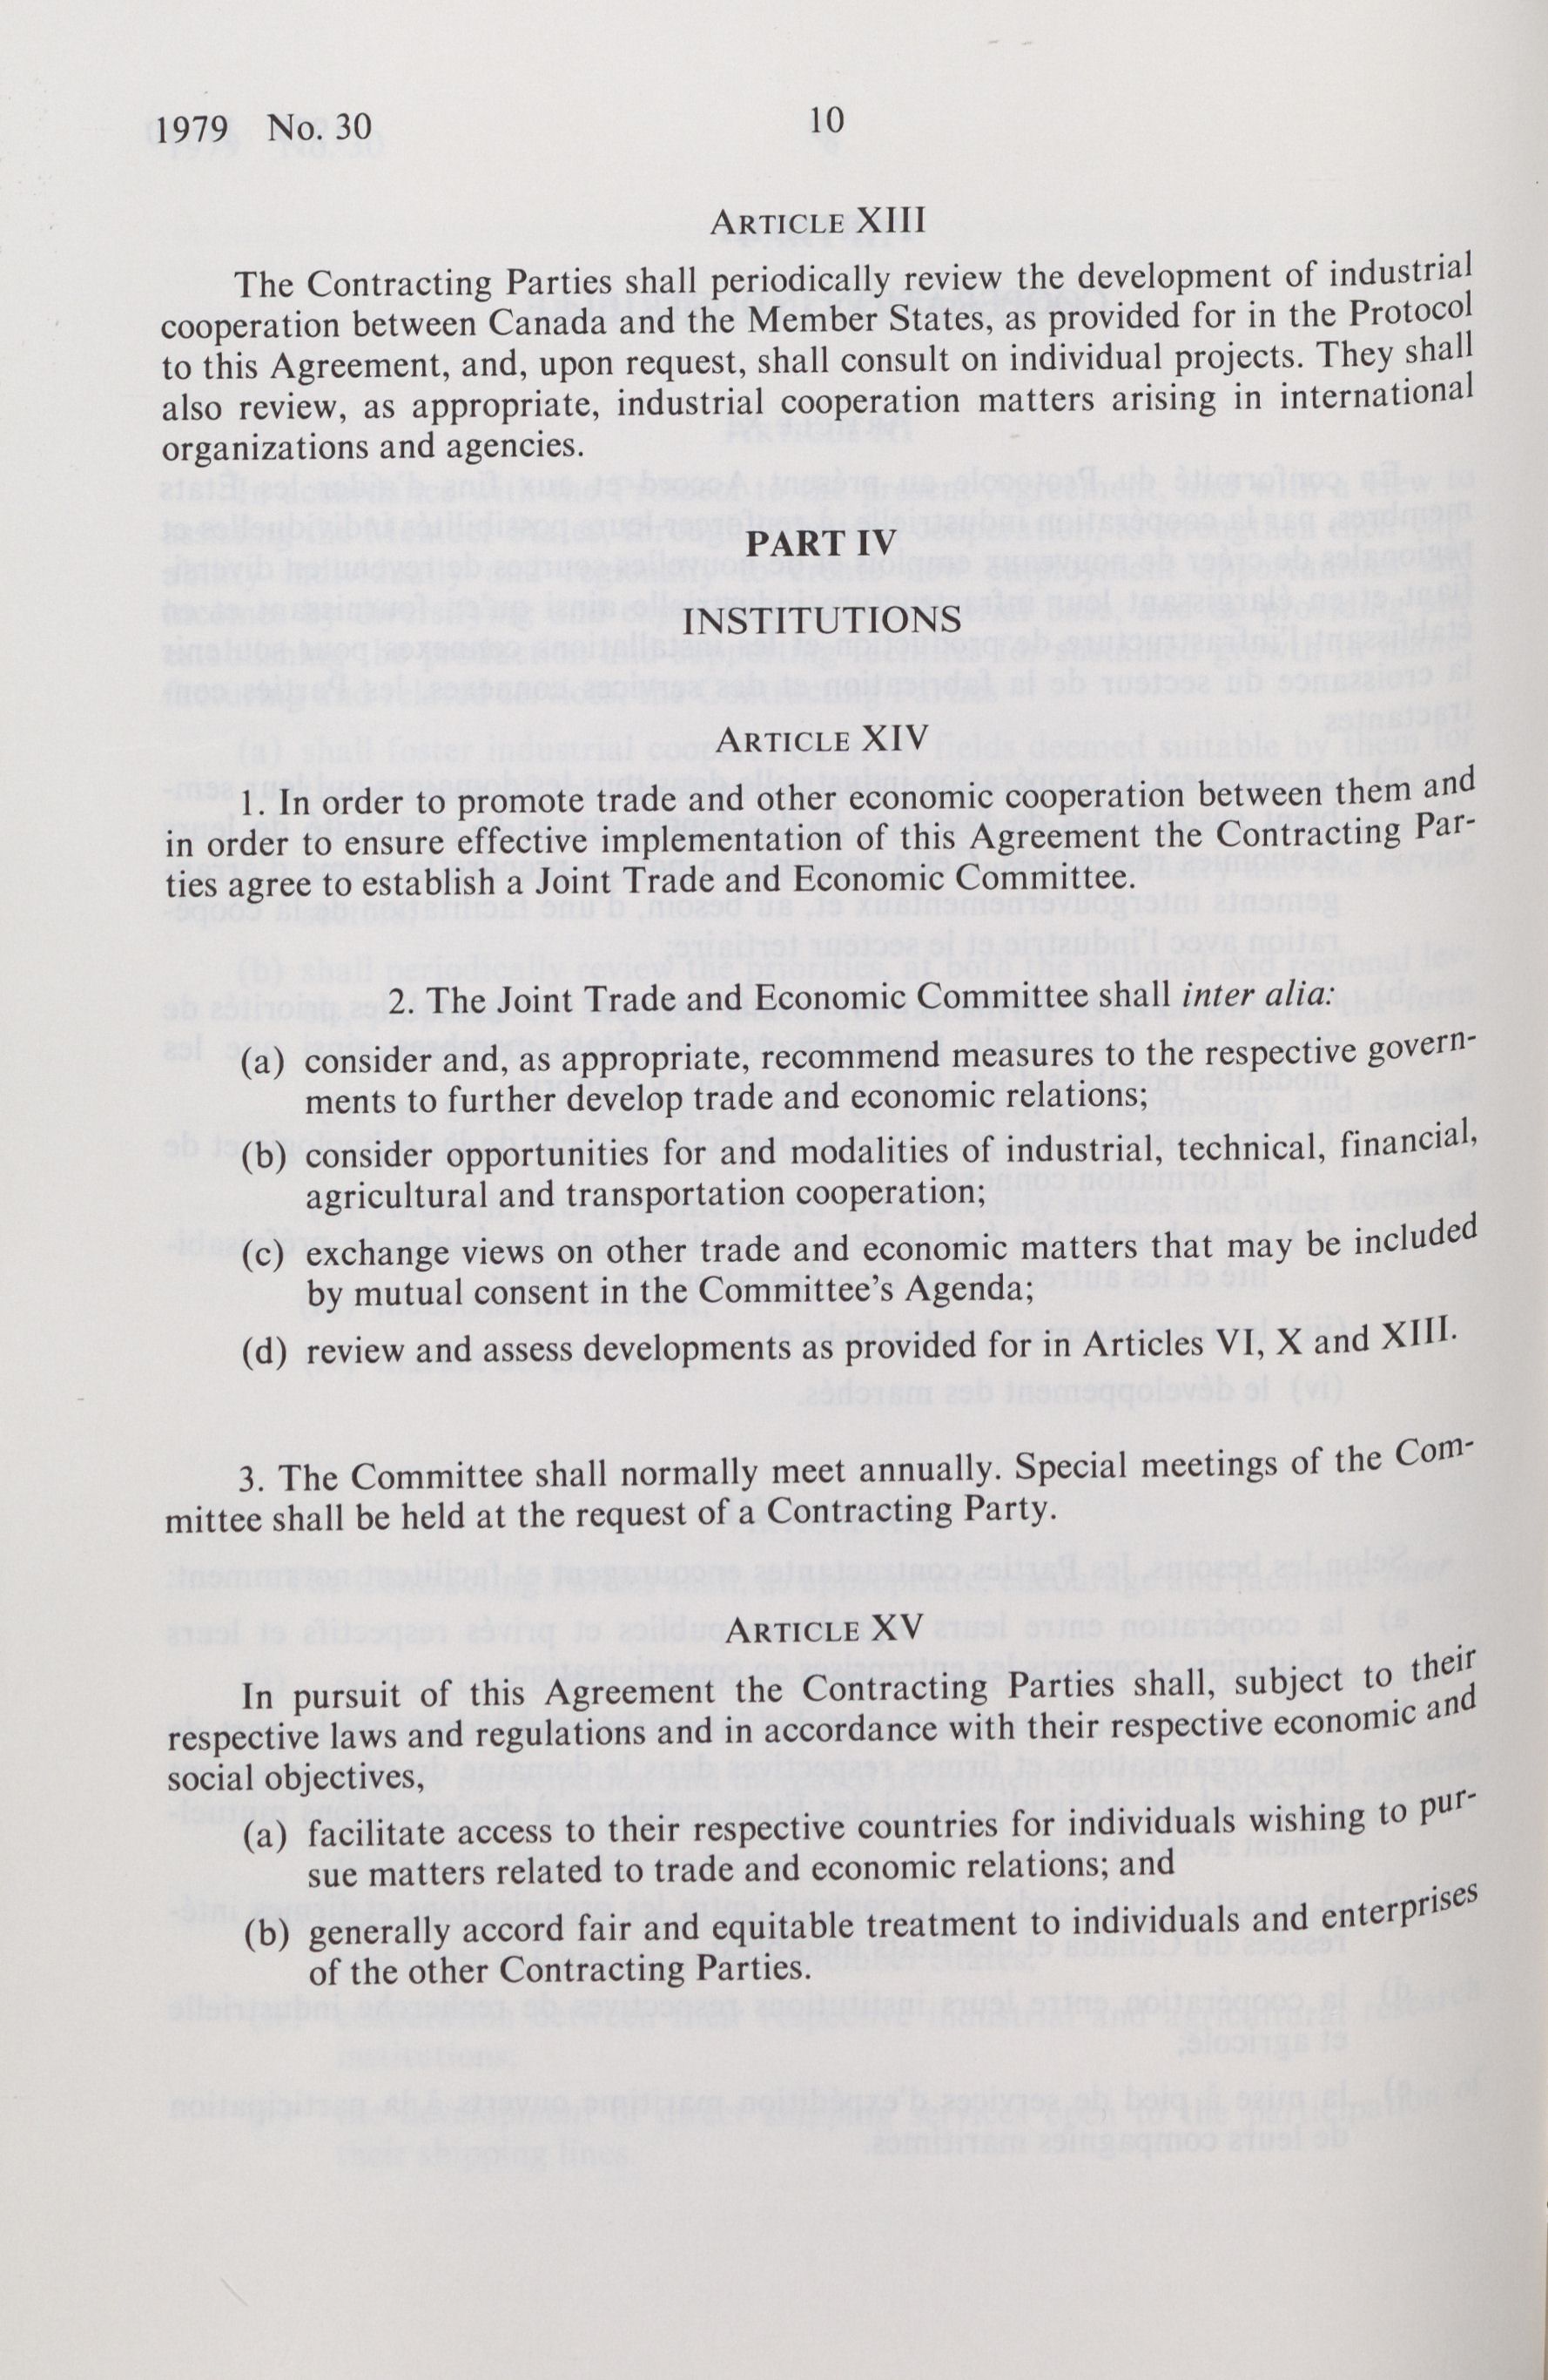 1979 No. 30
10
ARTICLE XIII
The Contracting Parties shall periodically review the development of industrial
cooperation between Canada and the Member States, as provided for in the Protocol
to this Agreement, and, upon request, shall consult on individual projects. They shall
also review, as appropriate, industrial cooperation matters arising in international
organizations and agencies.
PART IV
INSTITUTIONS
ARTICLE XIV
1. In order to promote trade and other economic cooperation between them and
in order to ensure effective implementation of this Agreement the Contracting Par-
ties agree to establish a Joint Trade and Economic Committee.
2. The Joint Trade and Economic Committee shall inter alia:
(a) consider and, as appropriate, recommend measures to the respective govern-
ments to further develop trade and economic relations;
(b) consider opportunities for and modalities of industrial, technical, financial,
agricultural and transportation cooperation;
(c) exchange views on other trade and economic matters that may be included
by mutual consent in the Committee's Agenda;
(d) review and assess developments as provided for in Articles VI, X and XIII.
3. The Committee shall normally meet annually. Special meetings of the Com-
mittee shall be held at the request of a Contracting Party.
ARTICLE XV
In pursuit of this Agreement the Contracting Parties shall, subject to their
respective laws and regulations and in accordance with their respective economic and
social objectives,
(a) facilitate access to their respective countries for individuals wishing to pur-
sue matters related to trade and economic relations; and
(b) generally accord fair and equitable treatment to individuals and enterprises
of the other Contracting Parties.